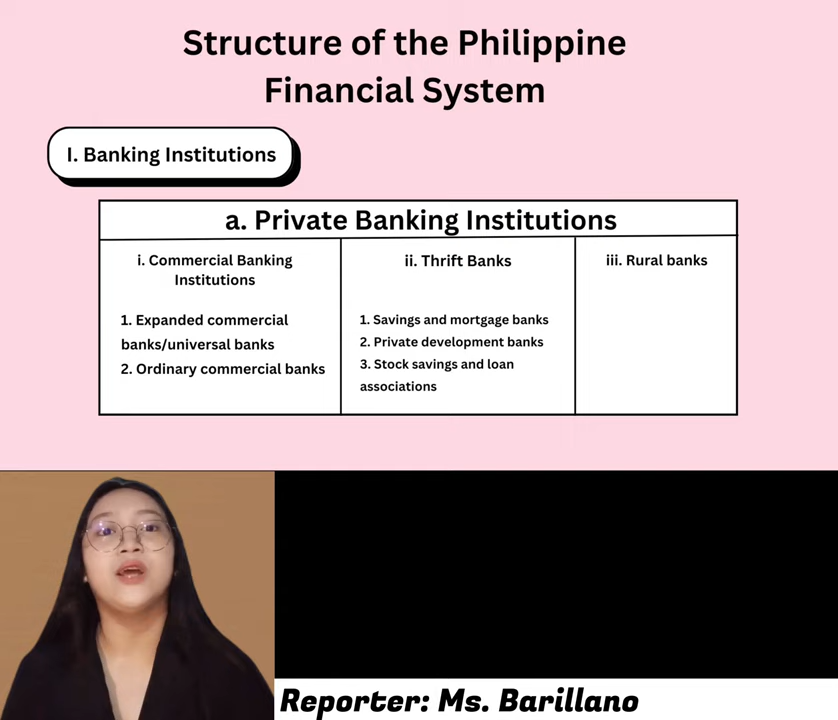 Structure of the Philippine
Financial System
I. Banking Institutions
a. Private Banking Institutions
i. Commercial Banking
Institutions
1. Expanded commercial
banks/universal banks
2. Ordinary commercial banks
ii. Thrift Banks
1. Savings and mortgage banks
2. Private development banks
3. Stock savings and loan
associations
iii. Rural banks
Reporter: Ms. Barillano